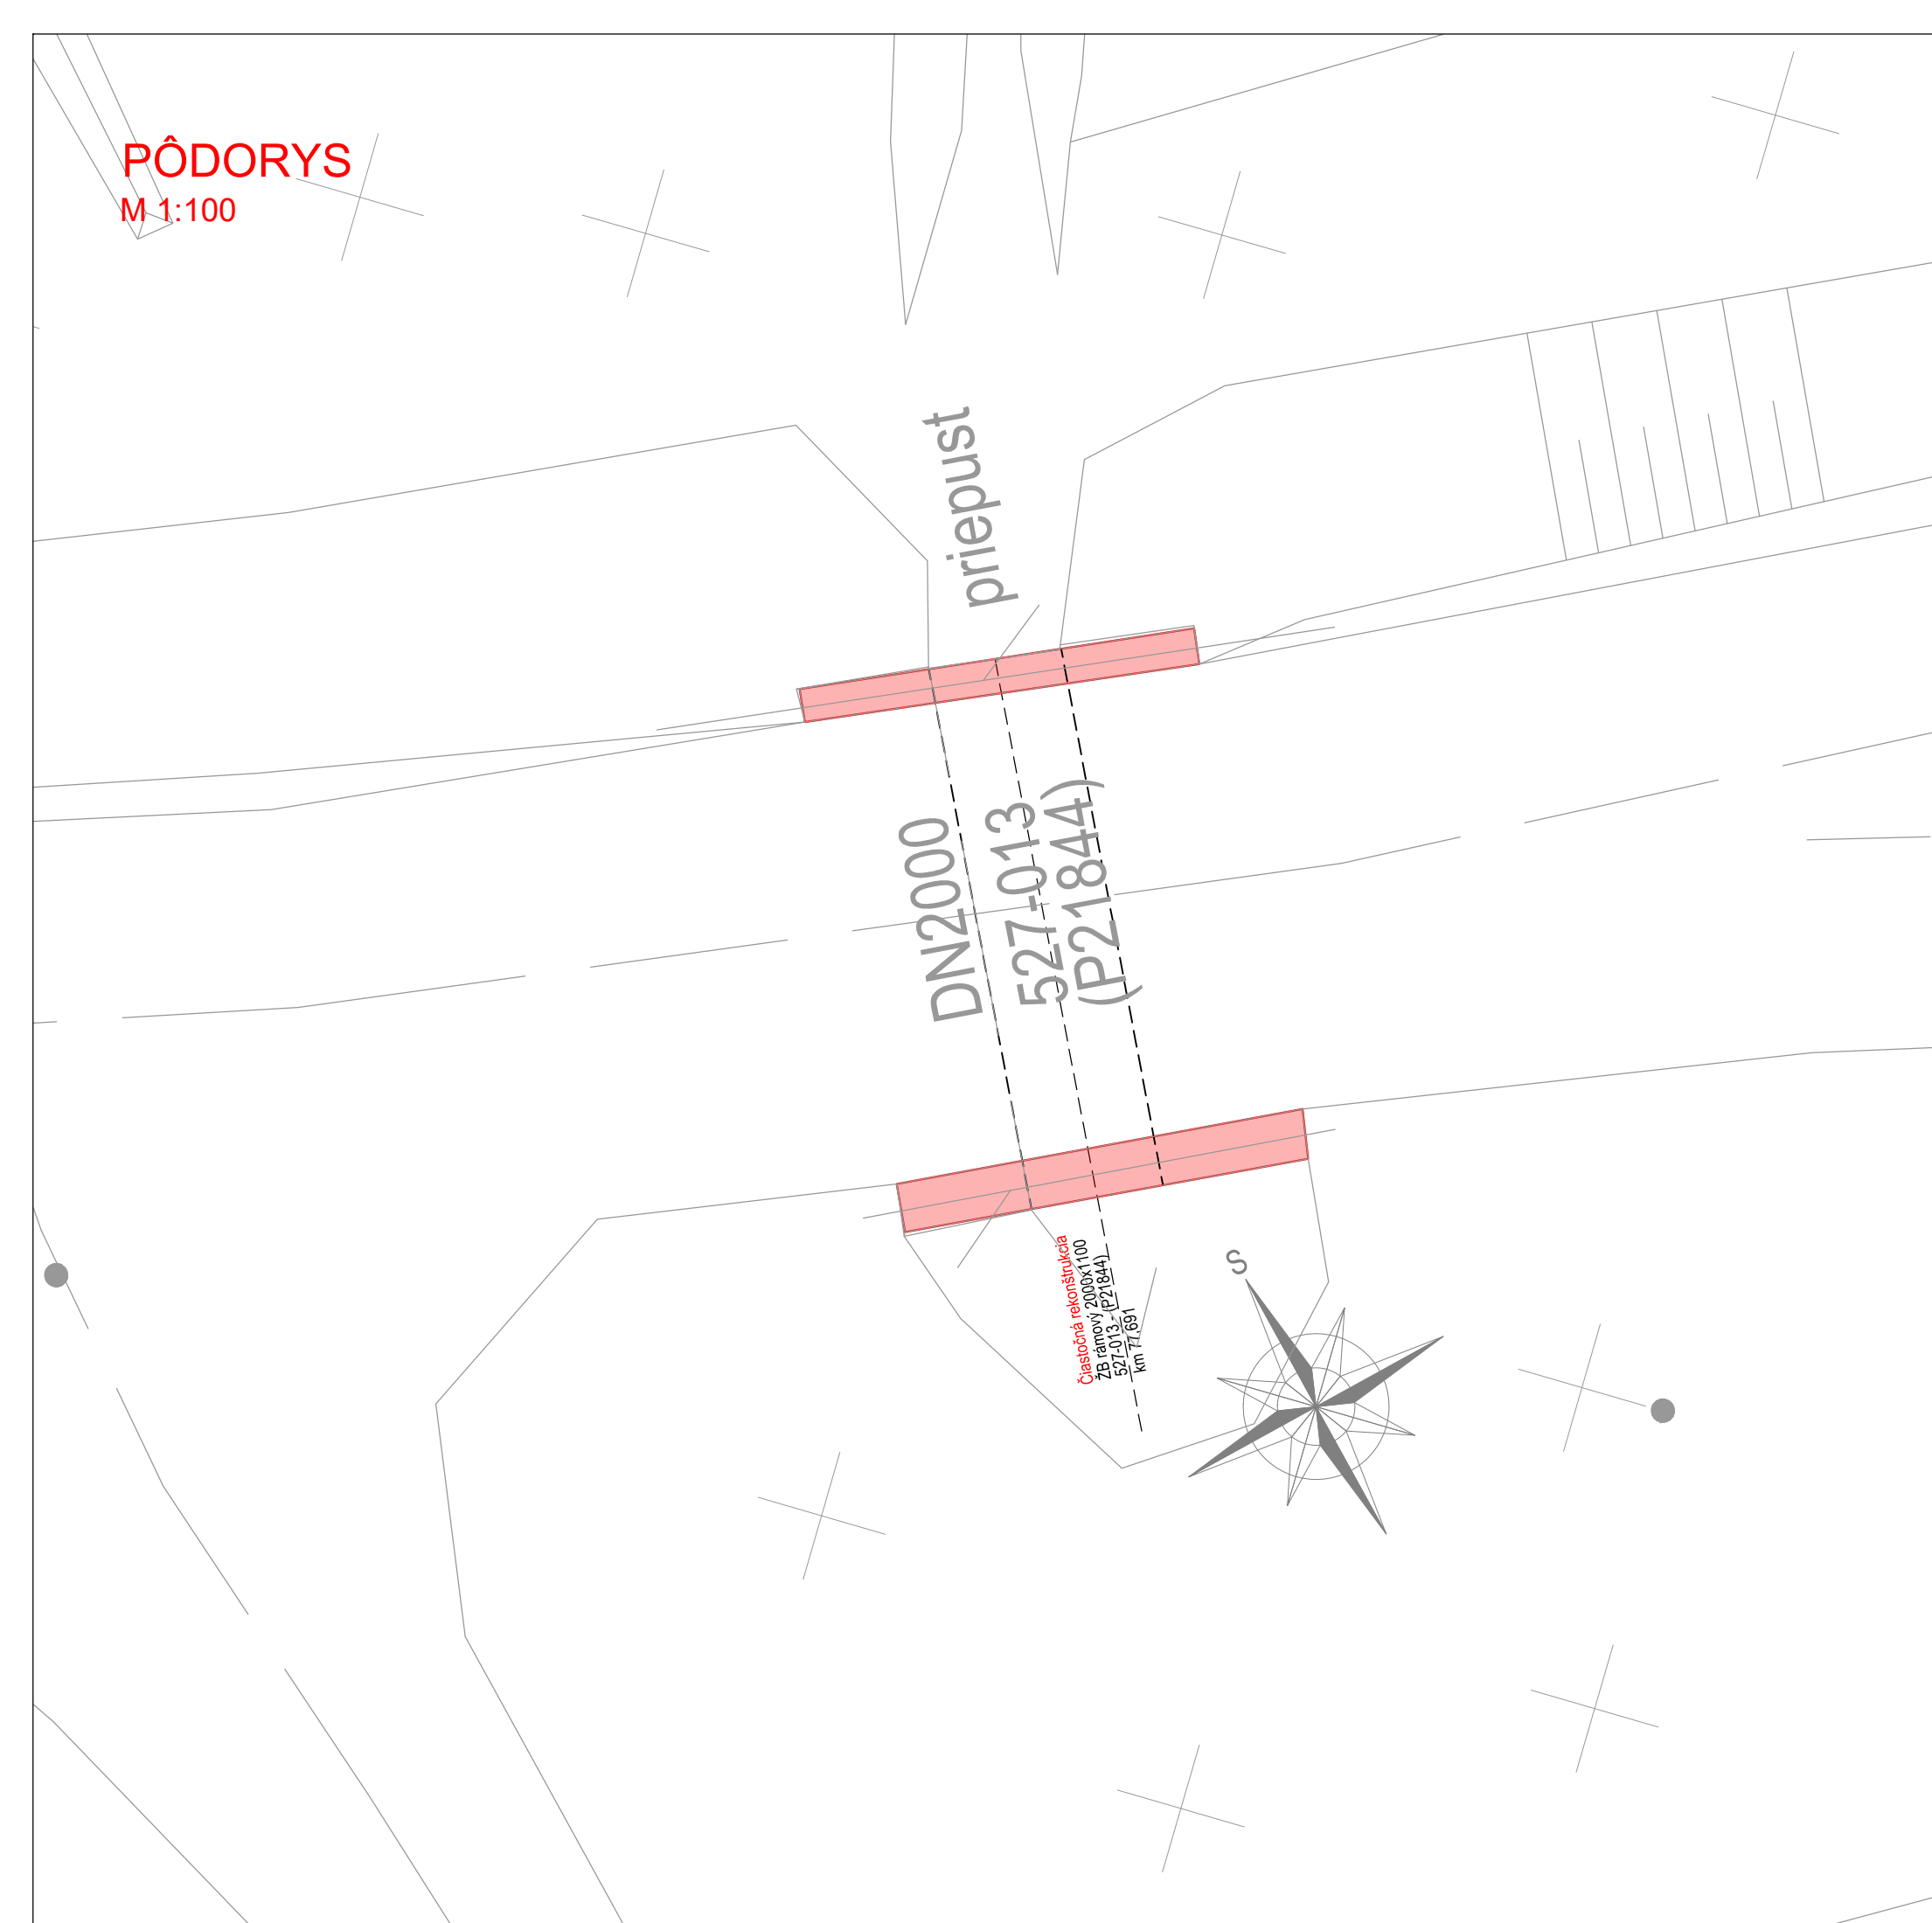 PÔDORYS
M 1:100
priepust
DN2000
527-013
(P21844)
Čiastočná rekonštrukcia
ŽB rámový 2000x1100
527-013 - (P21844)
km 77,691
S